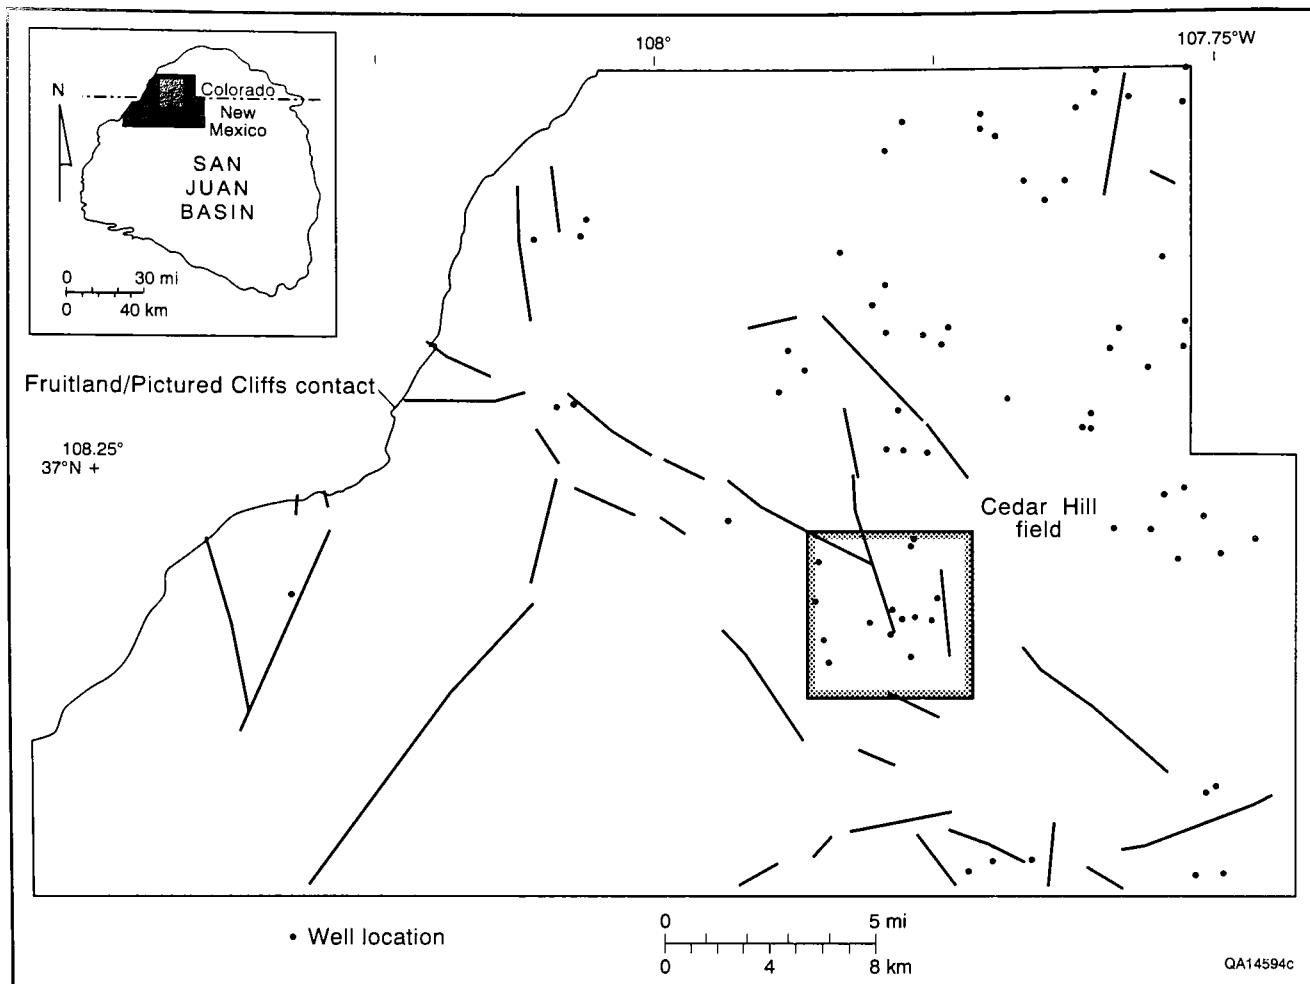 108°
107.75°W
N
Colorado
New
Mexico
SAN
JUAN
BASIN
0 30 mi
0 40 km
Fruitland/Pictured Cliffs contact
108.25°
37°N +
Cedar Hill
field
• Well location
0 5 mi
0 4 8 km
QA14594c